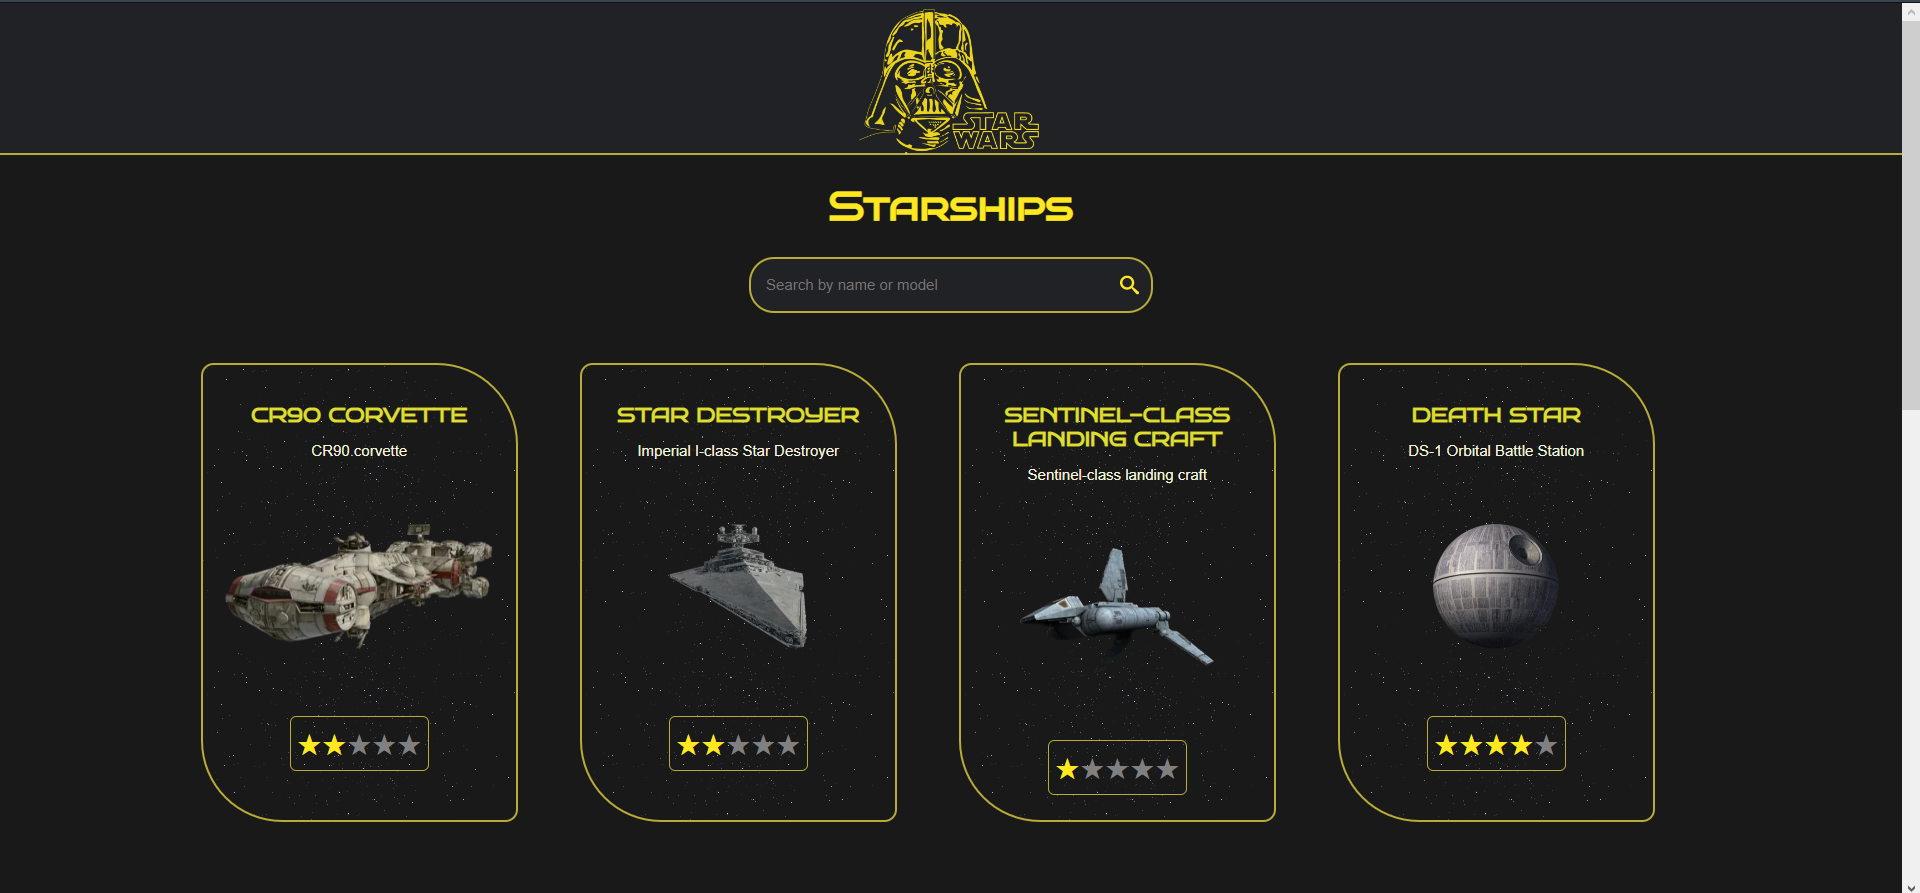 STAR
WARS
Starships
Search by name or model
CR90 CORVETTE
CR90 corvette
STAR DESTROYER
Imperial I-class Star Destroyer
SENTINEL-CLASS
LANDING CRAFT
Sentinel-class landing craft
DEATH STAR
DS-1 Orbital Battle Station